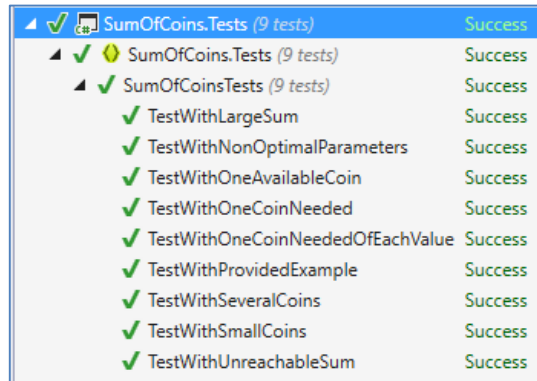 SumOfCoins.Tests (9 tests) Success
SumOfCoins.Tests (9 tests) Success
SumOfCoinsTests (9 tests) Success
TestWithLargeSum Success
TestWithNonOptimalParameters Success
TestWithOneAvailableCoin Success
TestWithOneCoinNeeded Success
TestWithOneCoinNeededOfEachValue Success
TestWithProvidedExample Success
TestWithSeveralCoins Success
TestWithSmallCoins Success
TestWithUnreachableSum Success